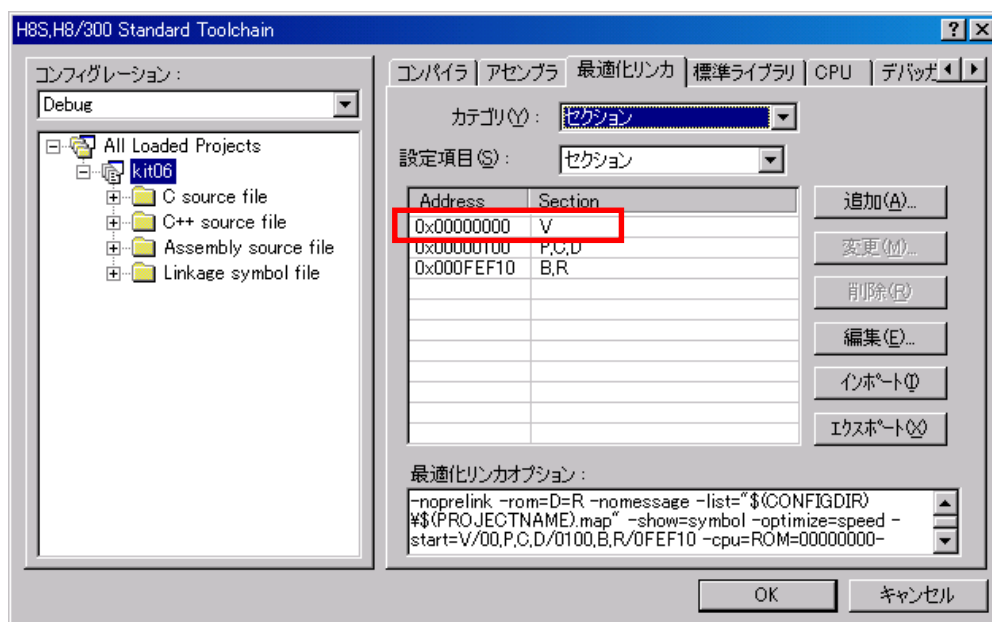 H8S,H8/300 Standard Toolchain
コンフィグレーション :
Debug
All Loaded Projects
kit06
C source file
C++ source file
Assembly source file
Linkage symbol file
コンパイラ アセンブラ 最適化リンカ 標準ライブラリ CPU デバッガ
カテゴリ(Y) : セクション
設定項目(S) : セクション
Address Section
0x00000000 V
0x00000100 P,C,D
0x000FEF10 B,R
追加(A)...
変更(M)...
削除(R)
編集(E)...
インポート(I)
エクスポート(X)
最適化リンカオプション :
-noprelink -rom=D=R -nomessage -list="$(CONFIGDIR)
¥$(PROJECTNAME).map" -show=symbol -optimize=speed -
start=V/00,P,C,D/0100,B,R/0FEF10 -cpu=ROM=00000000-
OK キャンセル